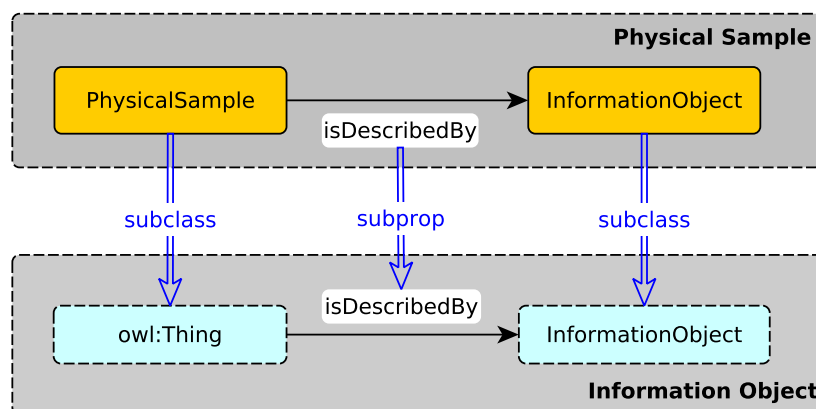 Physical Sample
PhysicalSample
InformationObject
isDescribedBy
subclass
subprop
subclass
isDescribedBy
owl:Thing
InformationObject
Information Object